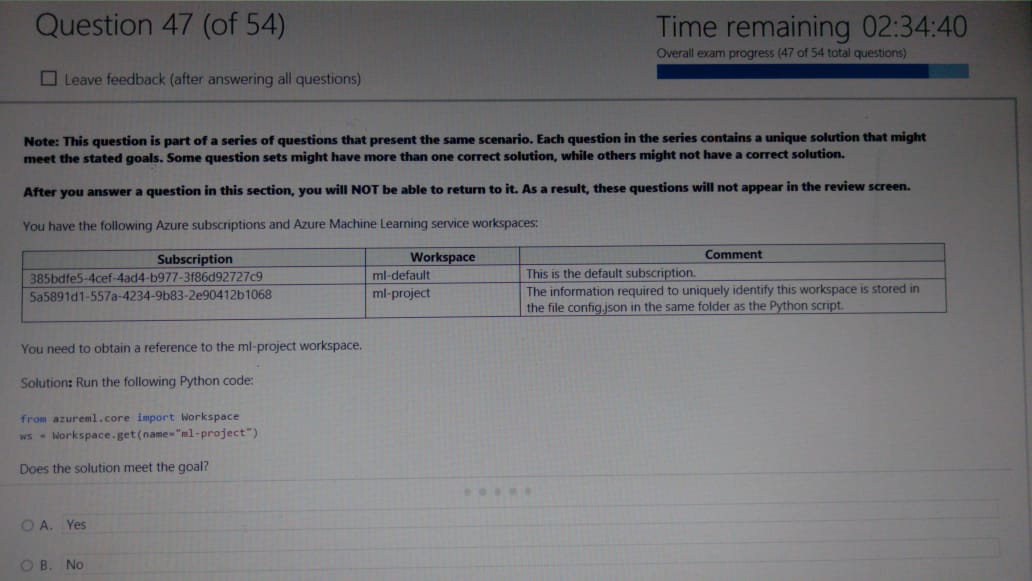 Question 47 (of 54)
Time remaining 02:34:40
Overall exam progress (47 of 54 total questions)
Leave feedback (after answering all questions)
Note: This question is part of a series of questions that present the same scenario. Each question in the series contains a unique solution that might
meet the stated goals. Some question sets might have more than one correct solution, while others might not have a correct solution.
After you answer a question in this section, you will NOT be able to return to it. As a result, these questions will not appear in the review screen.
You have the following Azure subscriptions and Azure Machine Learning service workspaces:
Subscription Workspace Comment
385bdfe5-4cef-4ad4-b977-3f86d92727c9 ml-default This is the default subscription.
5a5891d1-557a-4234-9b83-2e90412b1068 ml-project The information required to uniquely identify this workspace is stored in
the file config.json in the same folder as the Python script.
You need to obtain a reference to the ml-project workspace.
Solution: Run the following Python code:
from azureml.core import Workspace
ws = Workspace.get(name="ml-project")
Does the solution meet the goal?
A. Yes
B. No